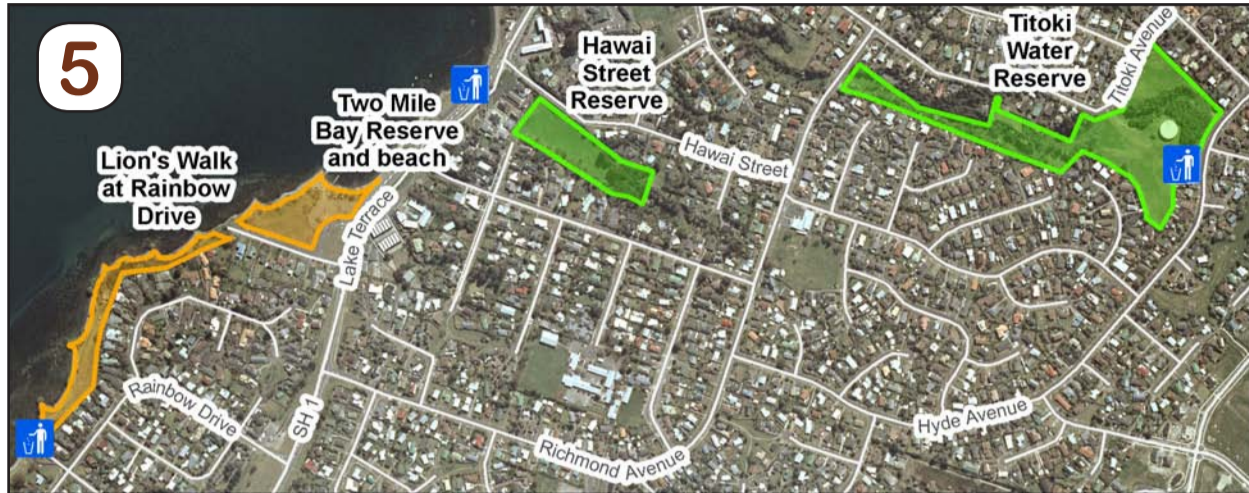 5
Lion's Walk
at Rainbow
Drive
Two Mile
Bay Reserve
and beach
Hawai
Street
Reserve
Titoki
Water
Reserve
Titoki Avenue
Hawai Street
Lake Terrace
Rainbow Drive
SH 1
Richmond Avenue
Hyde Avenue